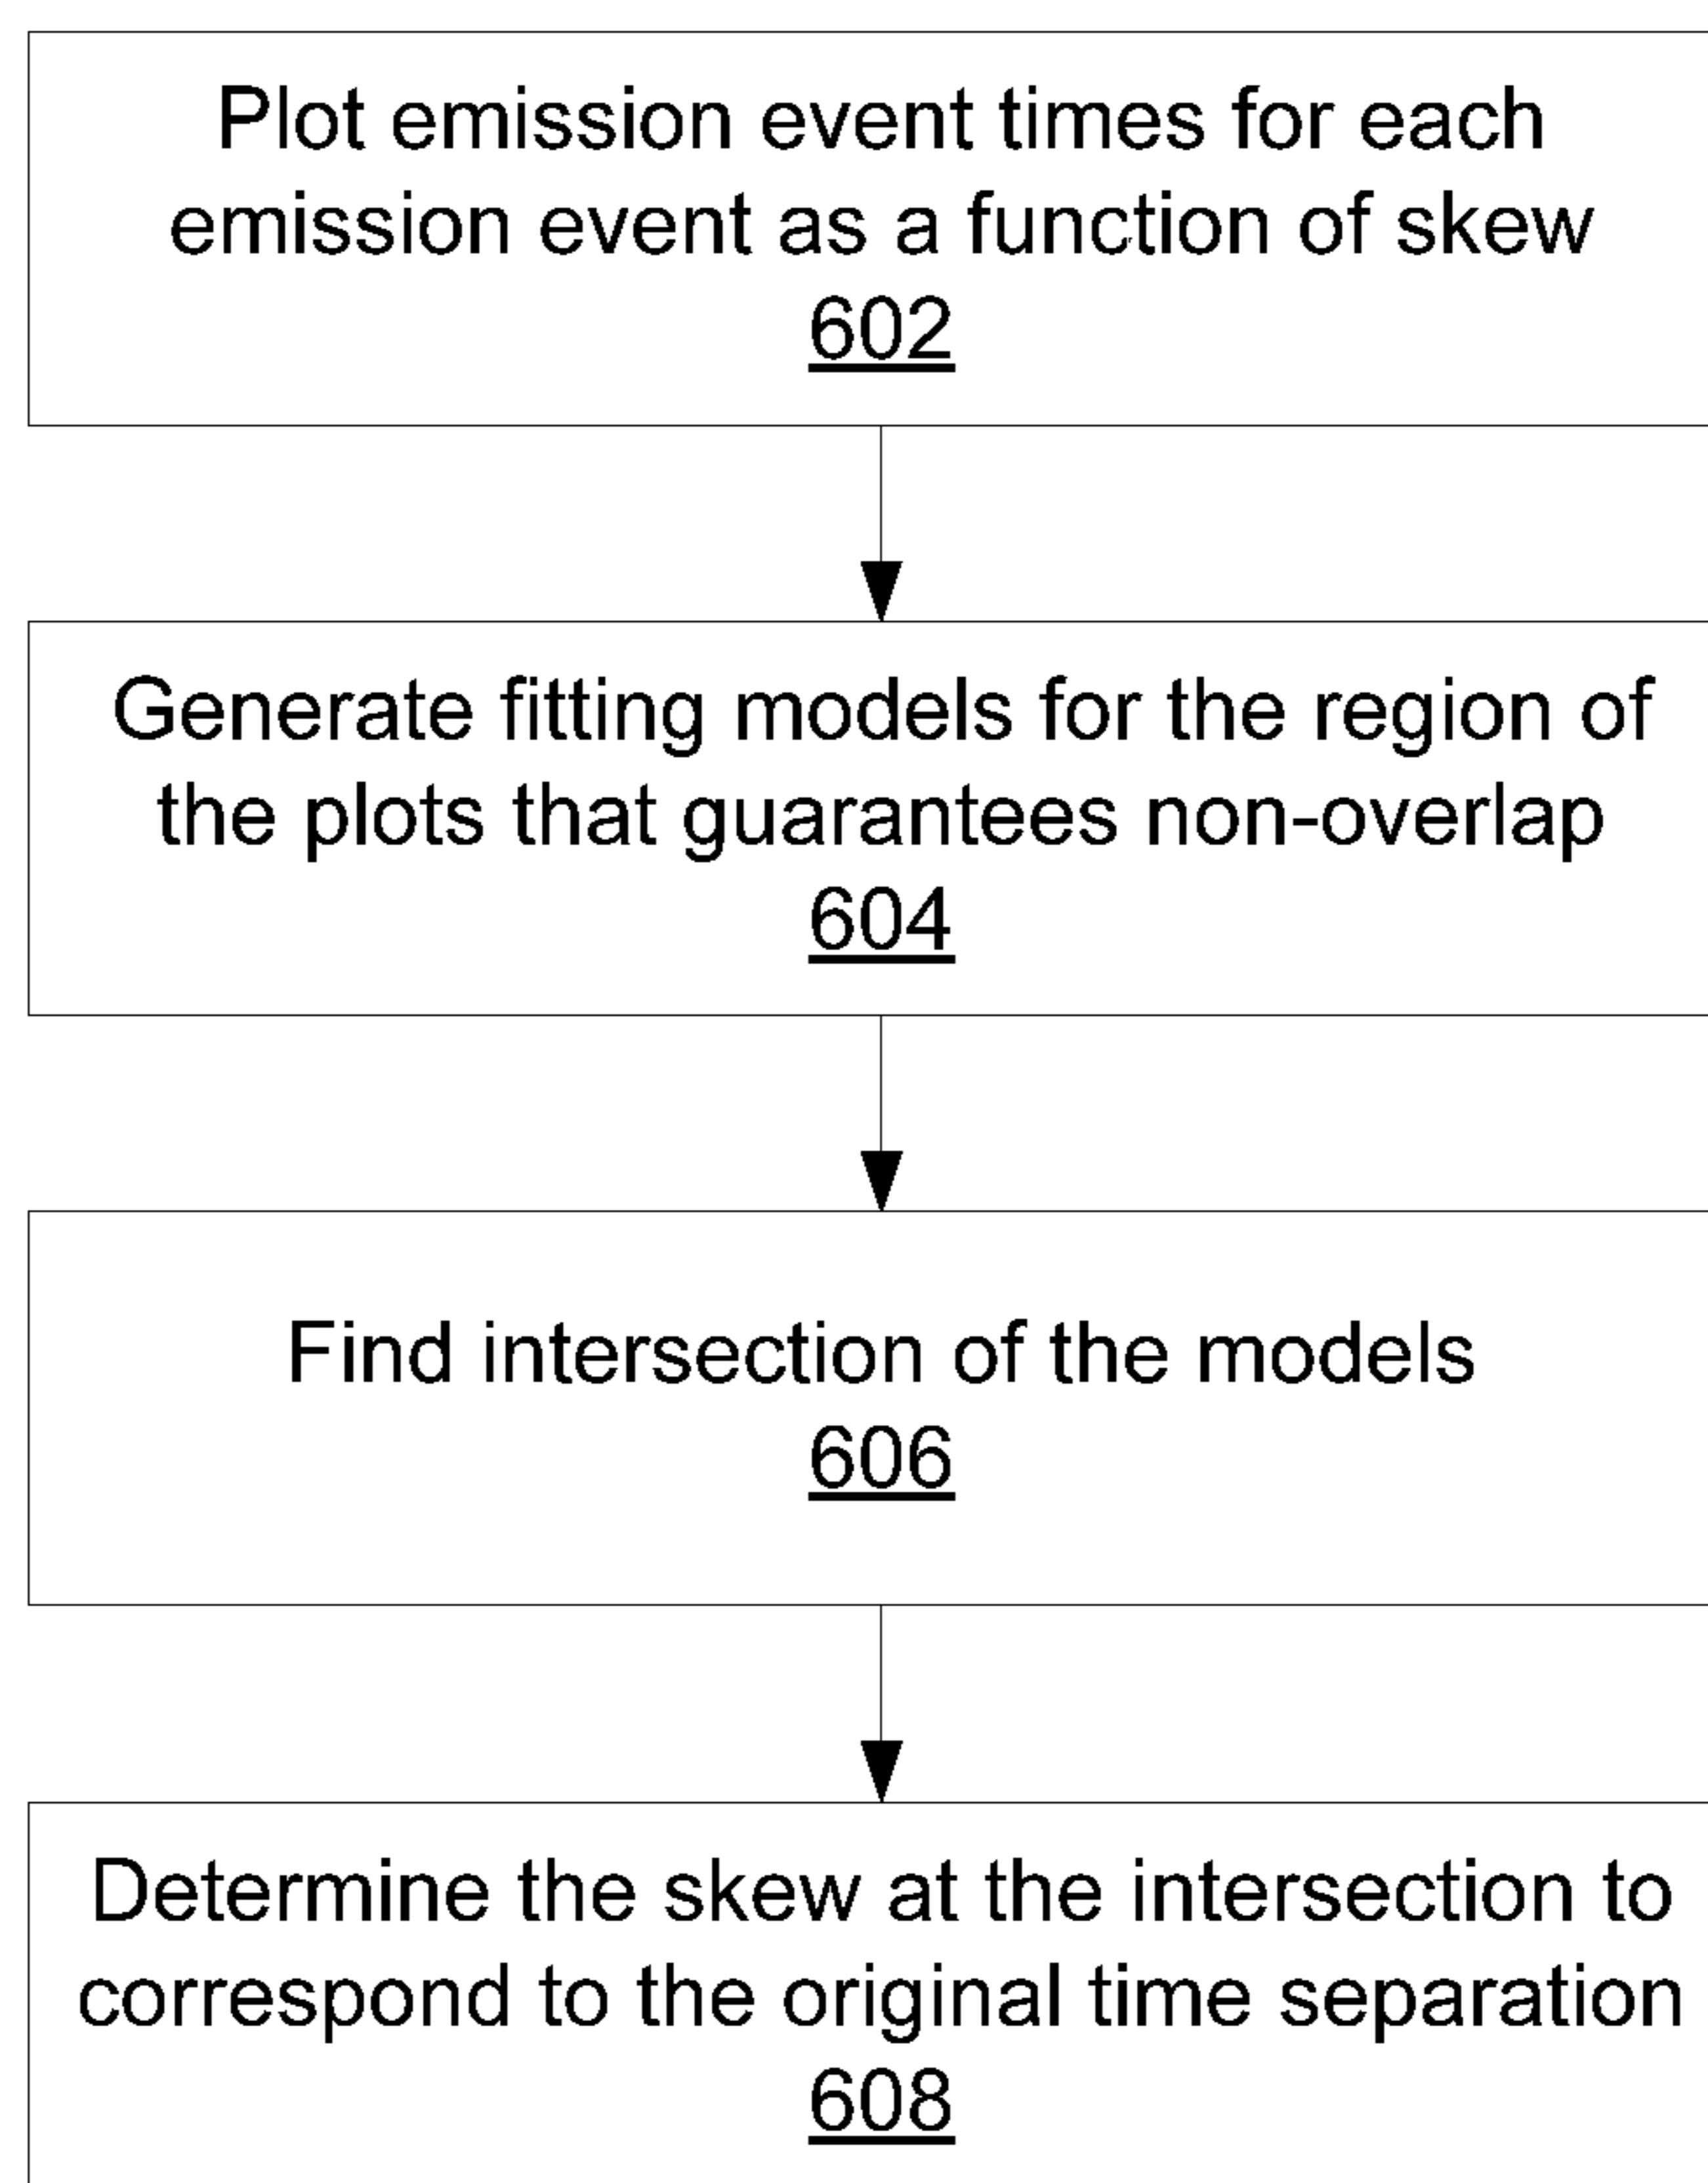 Plot emission event times for each
emission event as a function of skew
602
Generate fitting models for the region of
the plots that guarantees non-overlap
604
Find intersection of the models
606
Determine the skew at the intersection to
correspond to the original time separation
608